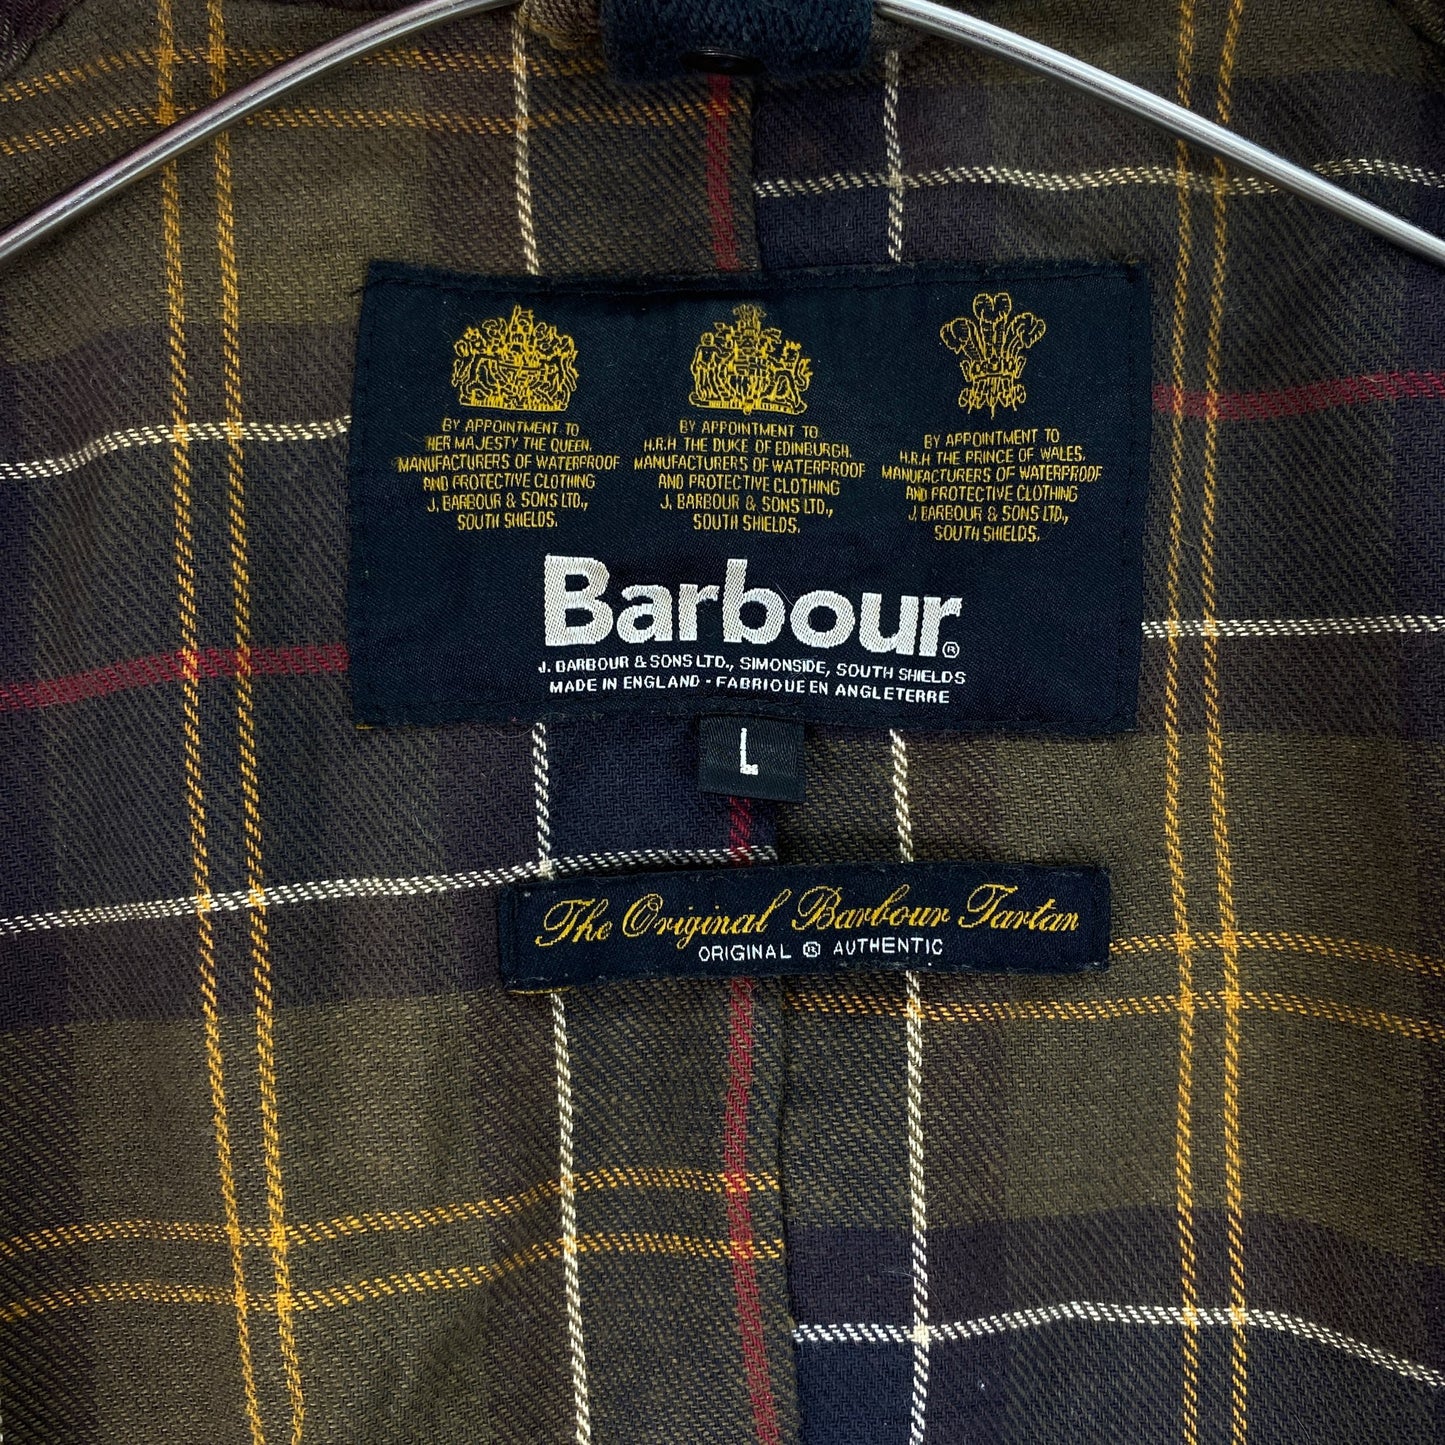 BY APPOINTMENT TO
HER MAJESTY THE QUEEN.
MANUFACTURERS OF WATERPROOF
AND PROTECTIVE CLOTHING
J. BARBOUR & SONS LTD.,
SOUTH SHIELDS.
BY APPOINTMENT TO
H.R.H THE DUKE OF EDINBURGH.
MANUFACTURERS OF WATERPROOF
AND PROTECTIVE CLOTHING
J. BARBOUR & SONS LTD.,
SOUTH SHIELDS.
BY APPOINTMENT TO
H.R.H THE PRINCE OF WALES.
MANUFACTURERS OF WATERPROOF
AND PROTECTIVE CLOTHING
J. BARBOUR & SONS LTD.,
SOUTH SHIELDS.
Barbour®
J. BARBOUR & SONS LTD., SIMONSIDE, SOUTH SHIELDS
MADE IN ENGLAND - FABRIQUE EN ANGLETERRE
L
The Original Barbour Tartan
ORIGINAL ® AUTHENTIC